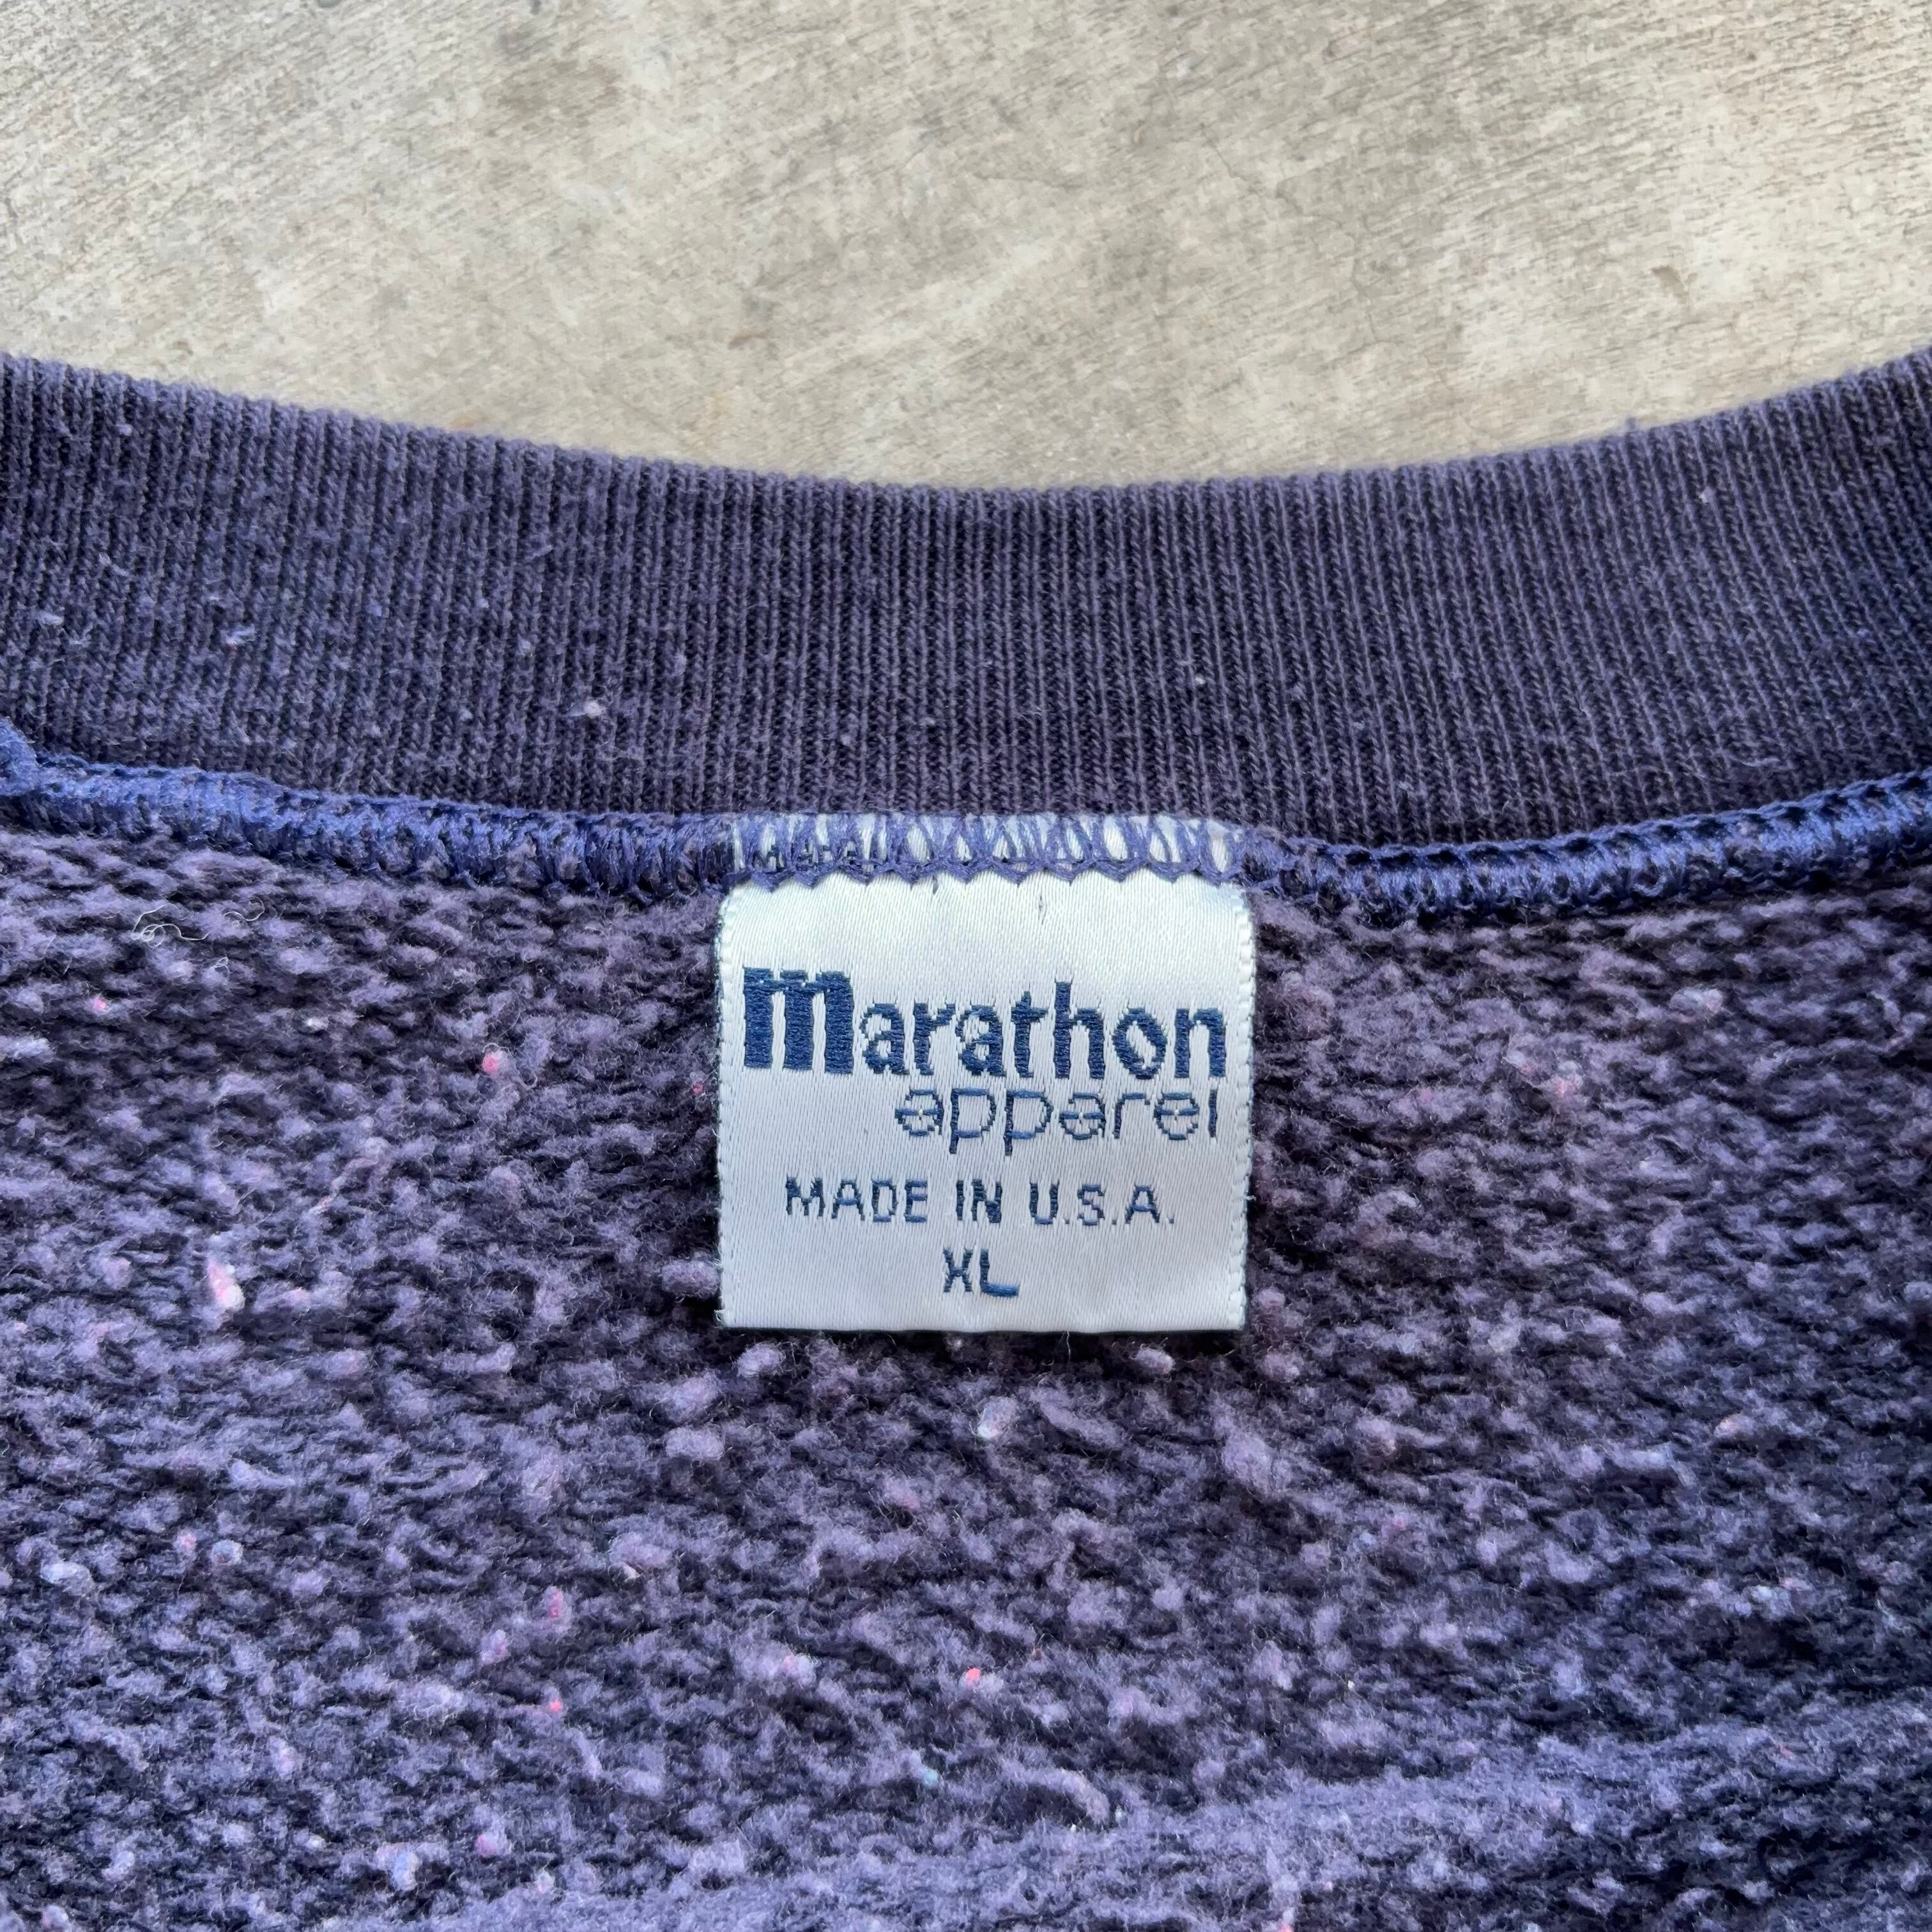 marathon
apparel
MADE IN U.S.A.
XL